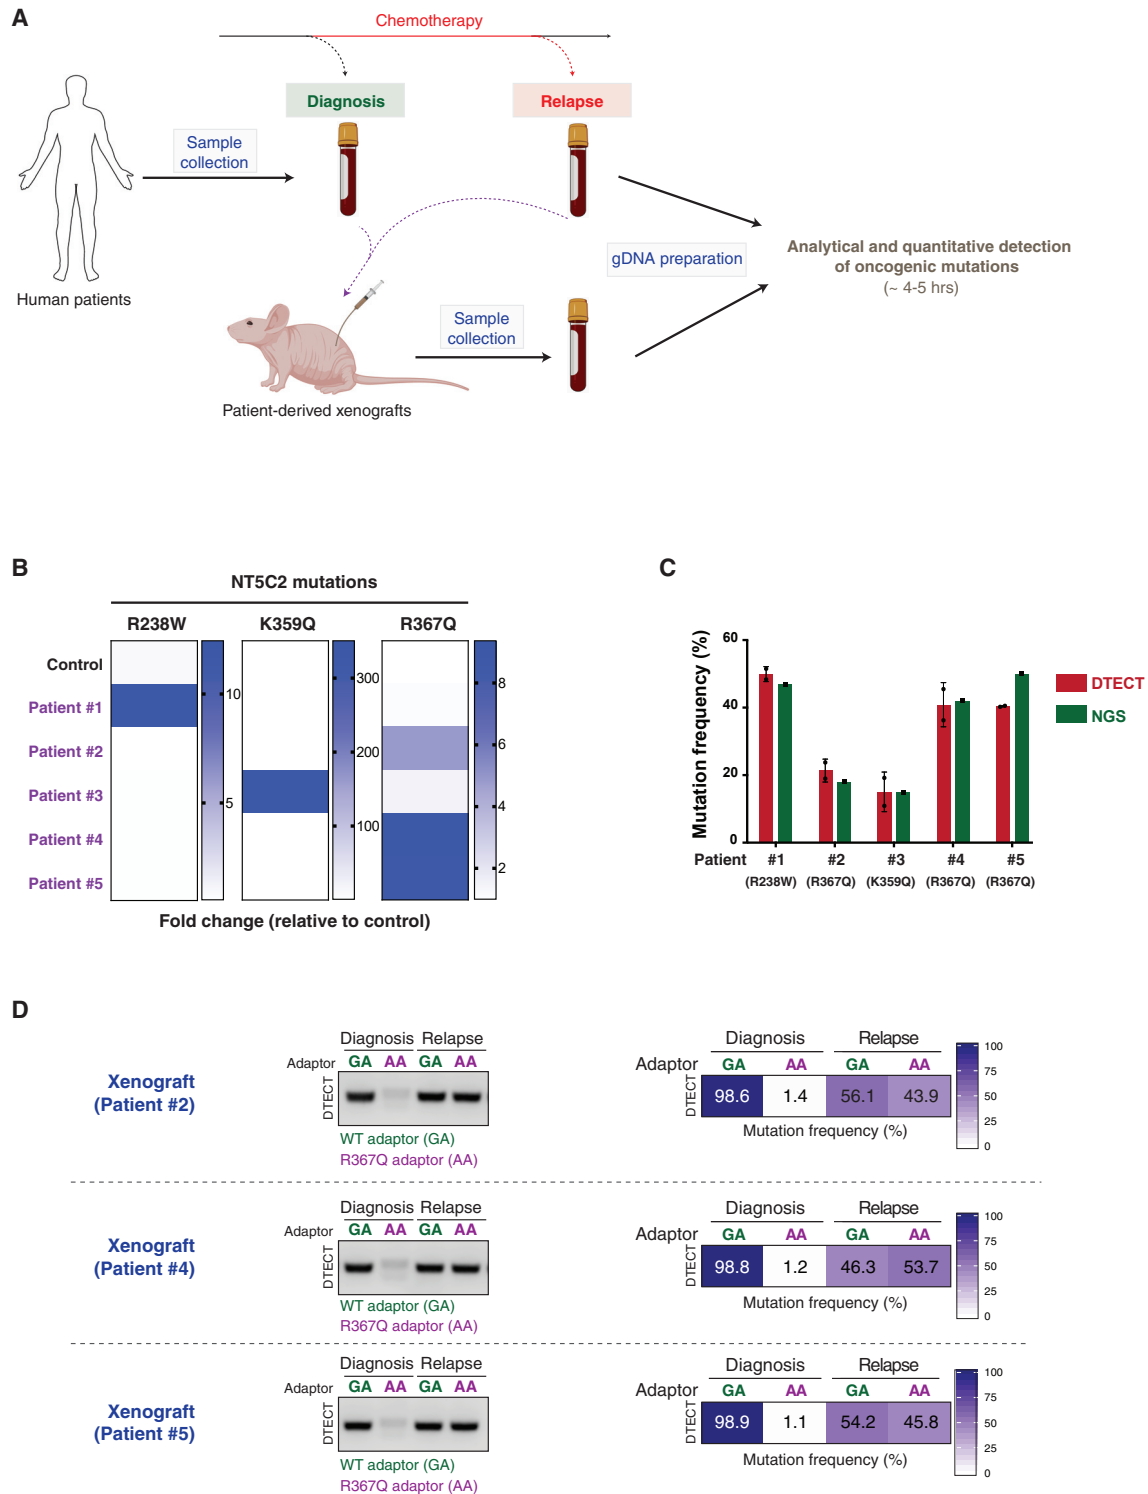 A
Chemotherapy
Diagnosis
Relapse
Sample
collection
Human patients
gDNA preparation
Analytical and quantitative detection
of oncogenic mutations
(~ 4-5 hrs)
Sample
collection
Patient-derived xenografts
B
NT5C2 mutations
R238W
K359Q
R367Q
Control
Patient #1
Patient #2
Patient #3
Patient #4
Patient #5
10
5
300
200
100
8
6
4
2
Fold change (relative to control)
C
Mutation frequency (%)
60
40
20
0
DTECT
NGS
Patient #1 #2 #3 #4 #5
(R238W) (R367Q) (K359Q) (R367Q) (R367Q)
D
Xenograft
(Patient #2)
Diagnosis Relapse
Adaptor GA AA GA AA
DTECT
WT adaptor (GA)
R367Q adaptor (AA)
Diagnosis Relapse
Adaptor GA AA GA AA
DTECT
98.6 1.4 56.1 43.9
Mutation frequency (%)
100
75
50
25
0
Xenograft
(Patient #4)
Diagnosis Relapse
Adaptor GA AA GA AA
DTECT
WT adaptor (GA)
R367Q adaptor (AA)
Diagnosis Relapse
Adaptor GA AA GA AA
DTECT
98.8 1.2 46.3 53.7
Mutation frequency (%)
100
75
50
25
0
Xenograft
(Patient #5)
Diagnosis Relapse
Adaptor GA AA GA AA
DTECT
WT adaptor (GA)
R367Q adaptor (AA)
Diagnosis Relapse
Adaptor GA AA GA AA
DTECT
98.9 1.1 54.2 45.8
Mutation frequency (%)
100
75
50
25
0